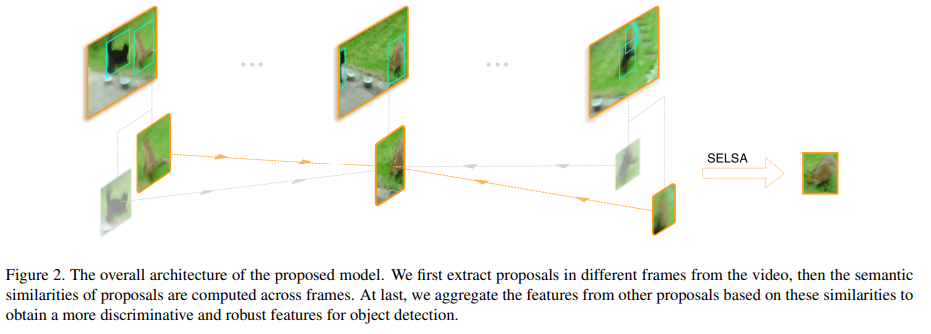 SELSA
Figure 2. The overall architecture of the proposed model. We first extract proposals in different frames from the video, then the semantic
similarities of proposals are computed across frames. At last, we aggregate the features from other proposals based on these similarities to
obtain a more discriminative and robust features for object detection.